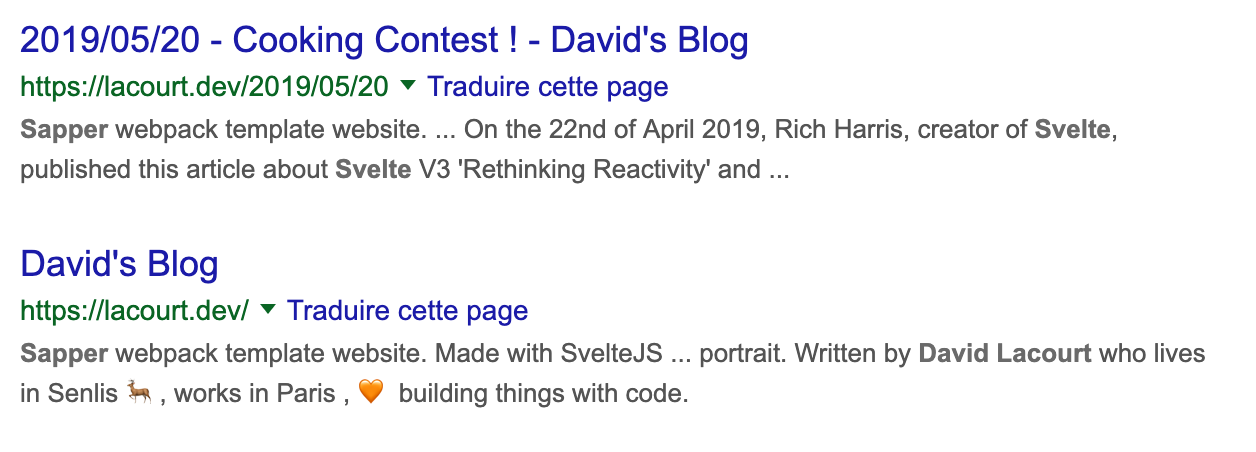 2019/05/20 - Cooking Contest ! - David's Blog
https://lacourt.dev/2019/05/20 ▼ Traduire cette page
Sapper webpack template website. ... On the 22nd of April 2019, Rich Harris, creator of Svelte,
published this article about Svelte V3 'Rethinking Reactivity' and ...
David's Blog
https://lacourt.dev/ ▼ Traduire cette page
Sapper webpack template website. Made with SvelteJS ... portrait. Written by David Lacourt who lives
in Senlis 🦌 , works in Paris , 🧡 building things with code.